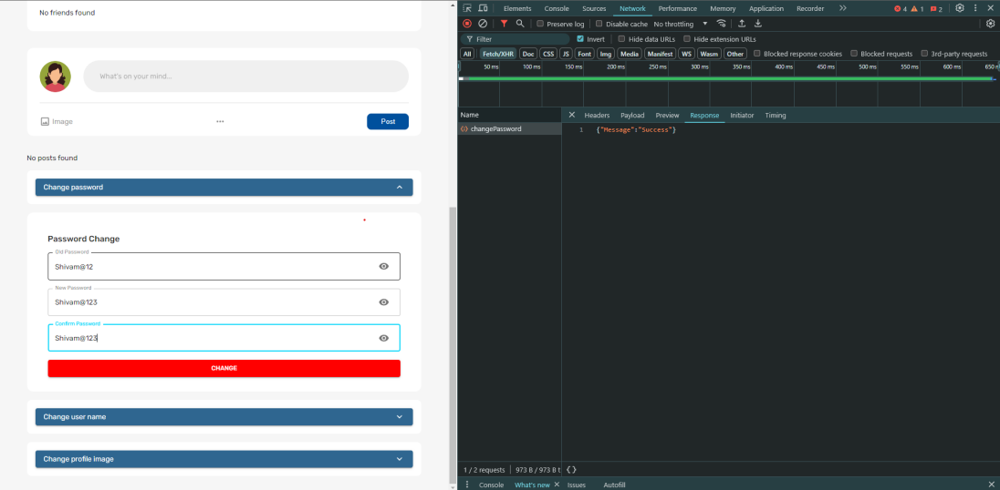 No friends found
What's on your mind...
Image
Post
No posts found
Change password
Password Change
Old Password
Shivam@12
New Password
Shivam@123
Confirm Password
Shivam@123
CHANGE
Change user name
Change profile image
Elements Console Sources Network Performance Memory Application Recorder 4 1 2
Preserve log Disable cache No throttling
Filter Invert Hide data URLs Hide extension URLs
All Fetch/XHR Doc CSS JS Font Img Media Manifest WS Wasm Other Blocked response cookies Blocked requests 3rd-party requests
50 ms 100 ms 150 ms 200 ms 250 ms 300 ms 350 ms 400 ms 450 ms 500 ms 550 ms 600 ms 650 m
Name Headers Payload Preview Response Initiator Timing
changePassword
1 {"Message":"Success"}
1 / 2 requests 973 B / 973 B t
Console What's new Issues Autofill